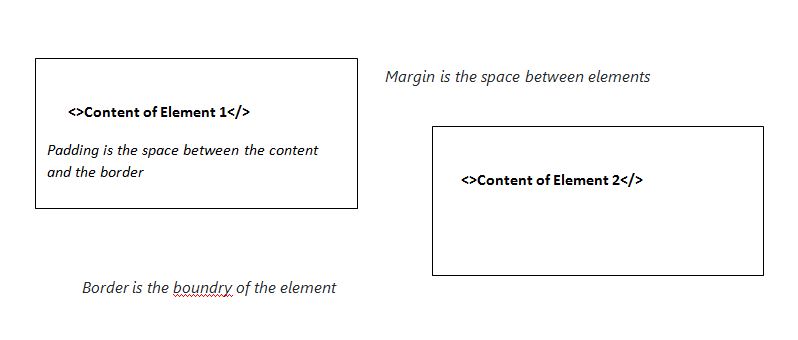 Margin is the space between elements
<>Content of Element 1</>
Padding is the space between the content
and the border
<>Content of Element 2</>
Border is the boundry of the element